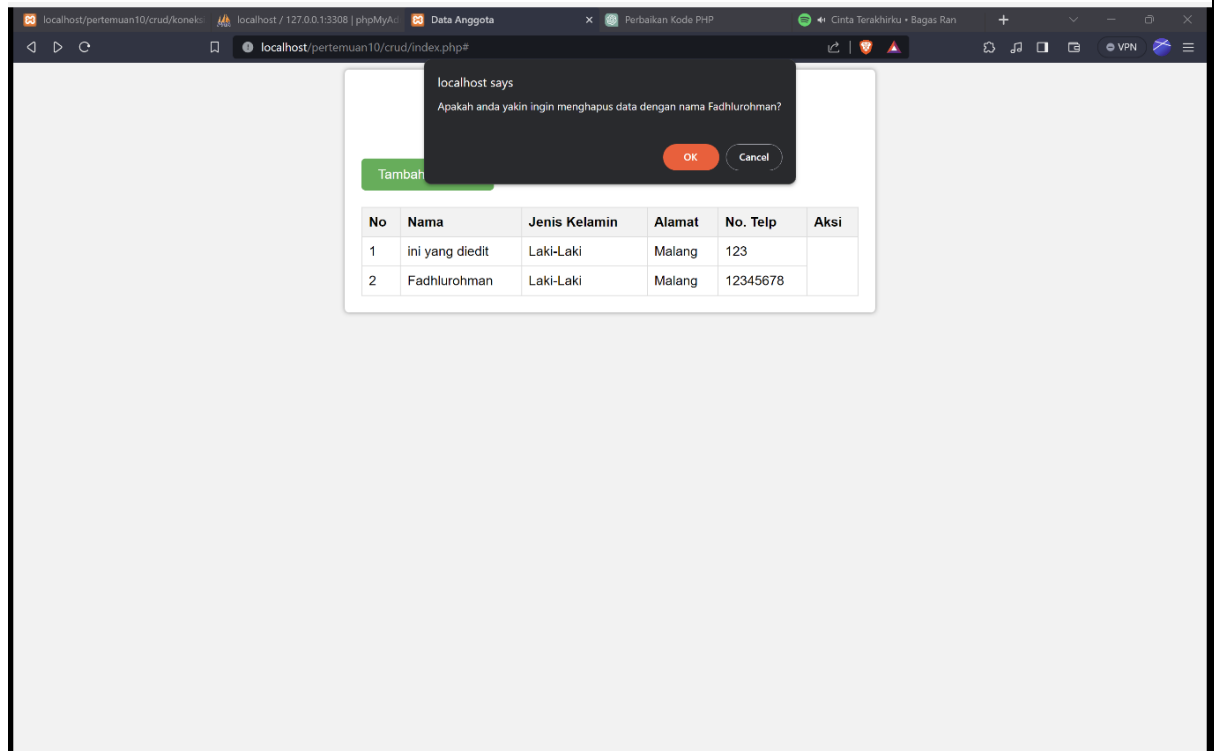 localhost/pertemuan10/crud/koneksi
localhost / 127.0.0.1:3308 | phpMyAd
Data Anggota
Perbaikan Kode PHP
Cinta Terakhirku • Bagas Ran
localhost/pertemuan10/crud/index.php#
VPN
localhost says
Apakah anda yakin ingin menghapus data dengan nama Fadhlurohman?
OK Cancel
Tambah
No Nama Jenis Kelamin Alamat No. Telp Aksi
1 ini yang diedit Laki-Laki Malang 123
2 Fadhlurohman Laki-Laki Malang 12345678